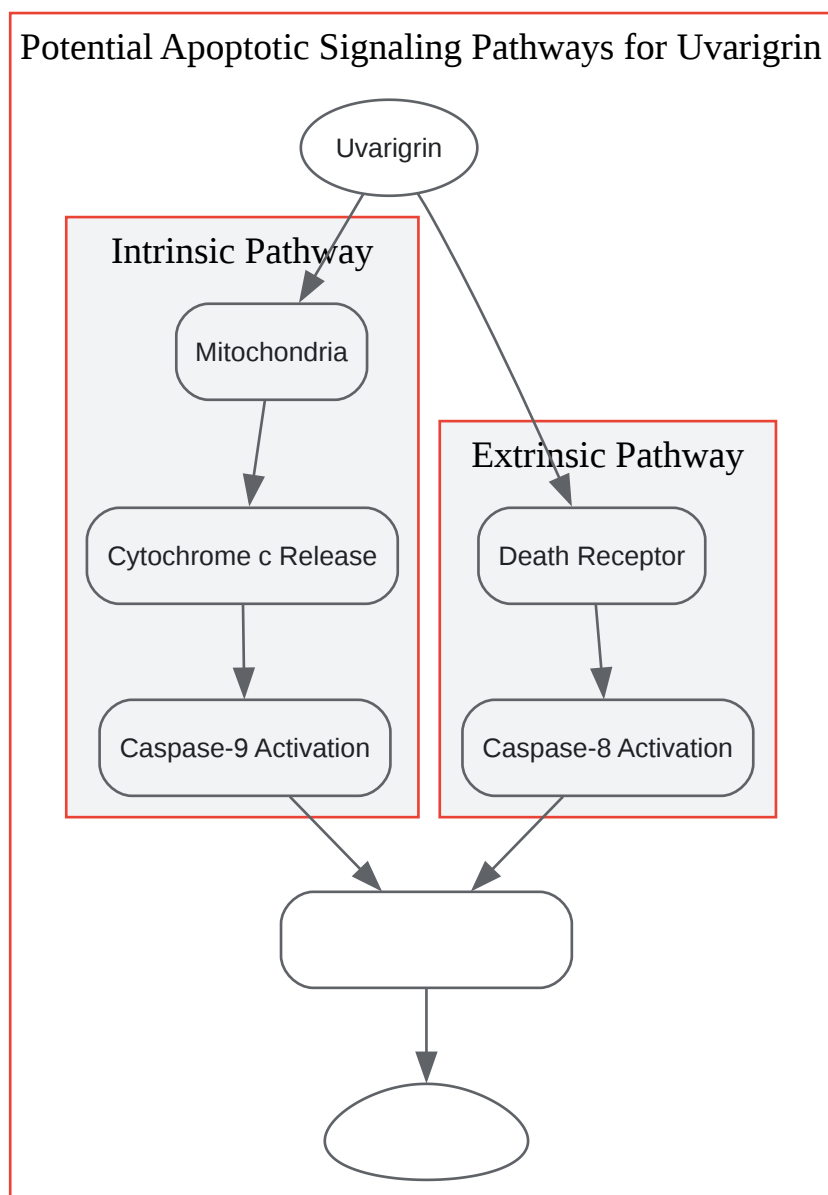 Potential Apoptotic Signaling Pathways for Uvarigrin
Uvarigrin
Intrinsic Pathway
Mitochondria
Cytochrome c Release
Caspase-9 Activation
Extrinsic Pathway
Death Receptor
Caspase-8 Activation